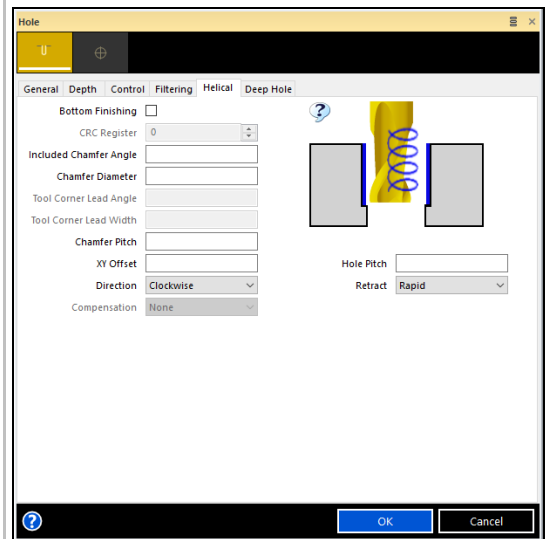 Hole
General Depth Control Filtering Helical Deep Hole
Bottom Finishing
CRC Register 0
Included Chamfer Angle
Chamfer Diameter
Tool Corner Lead Angle
Tool Corner Lead Width
Chamfer Pitch
XY Offset
Hole Pitch
Direction Clockwise
Retract Rapid
Compensation None
OK Cancel